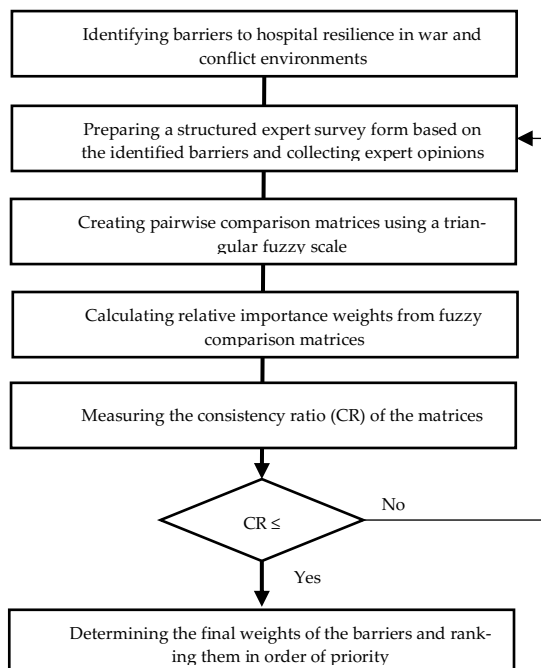 Identifying barriers to hospital resilience in war and
conflict environments
Preparing a structured expert survey form based on
the identified barriers and collecting expert opinions
Creating pairwise comparison matrices using a trian-
gular fuzzy scale
Calculating relative importance weights from fuzzy
comparison matrices
Measuring the consistency ratio (CR) of the matrices
CR ≤
No
Yes
Determining the final weights of the barriers and rank-
ing them in order of priority